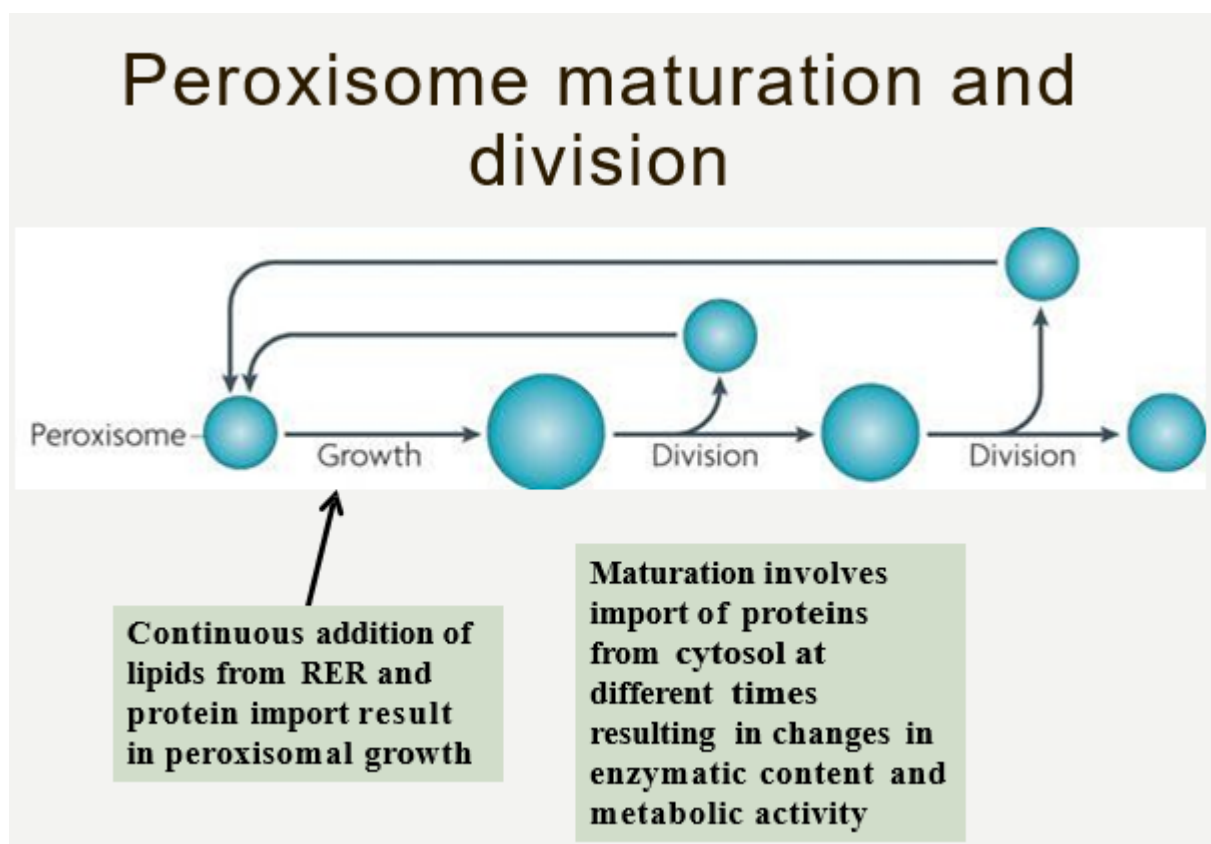 Peroxisome maturation and
division
Peroxisome
Growth
Division
Division
Continuous addition of
lipids from RER and
protein import result
in peroxisomal growth
Maturation involves
import of proteins
from cytosol at
different times
resulting in changes in
enzymatic content and
metabolic activity